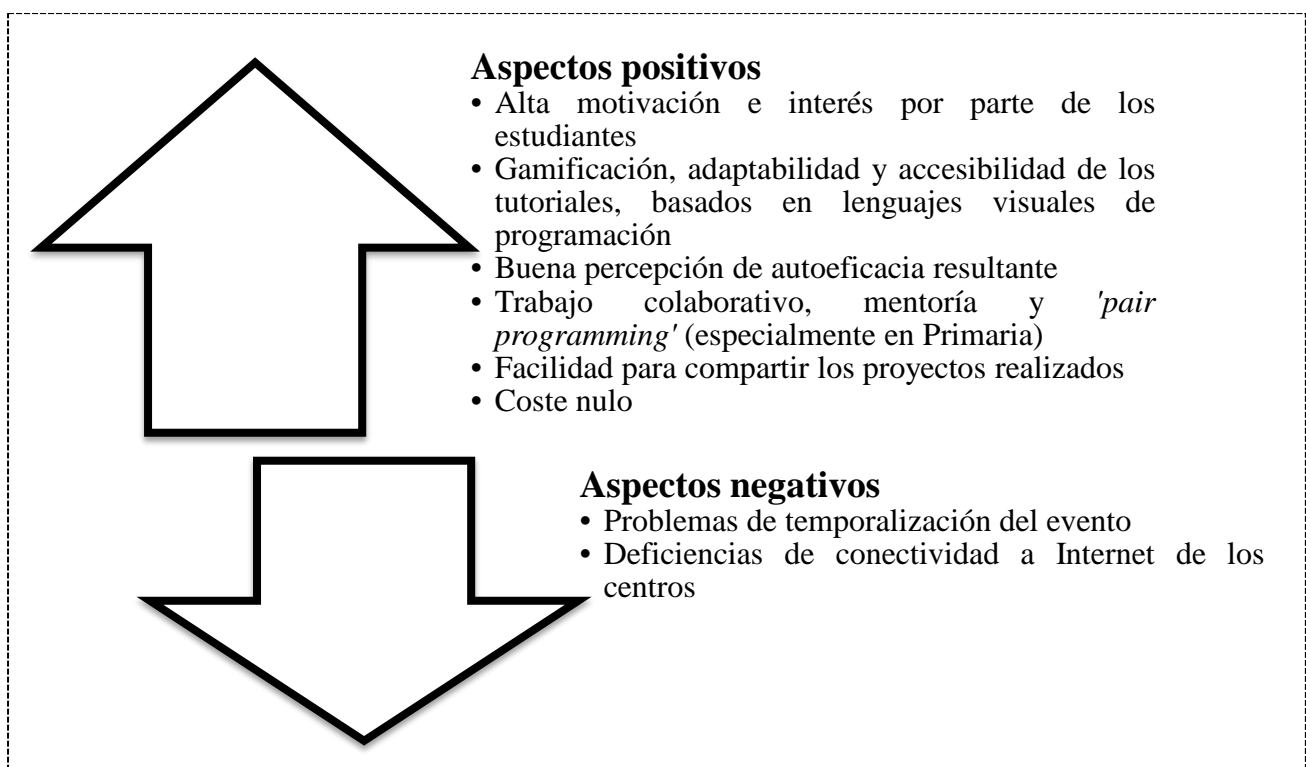 Aspectos positivos
• Alta motivación e interés por parte de los
estudiantes
• Gamificación, adaptabilidad y accesibilidad de los
tutoriales, basados en lenguajes visuales de
programación
• Buena percepción de autoeficacia resultante
• Trabajo colaborativo, mentoría y 'pair
programming' (especialmente en Primaria)
• Facilidad para compartir los proyectos realizados
• Coste nulo
Aspectos negativos
• Problemas de temporalización del evento
• Deficiencias de conectividad a Internet de los
centros